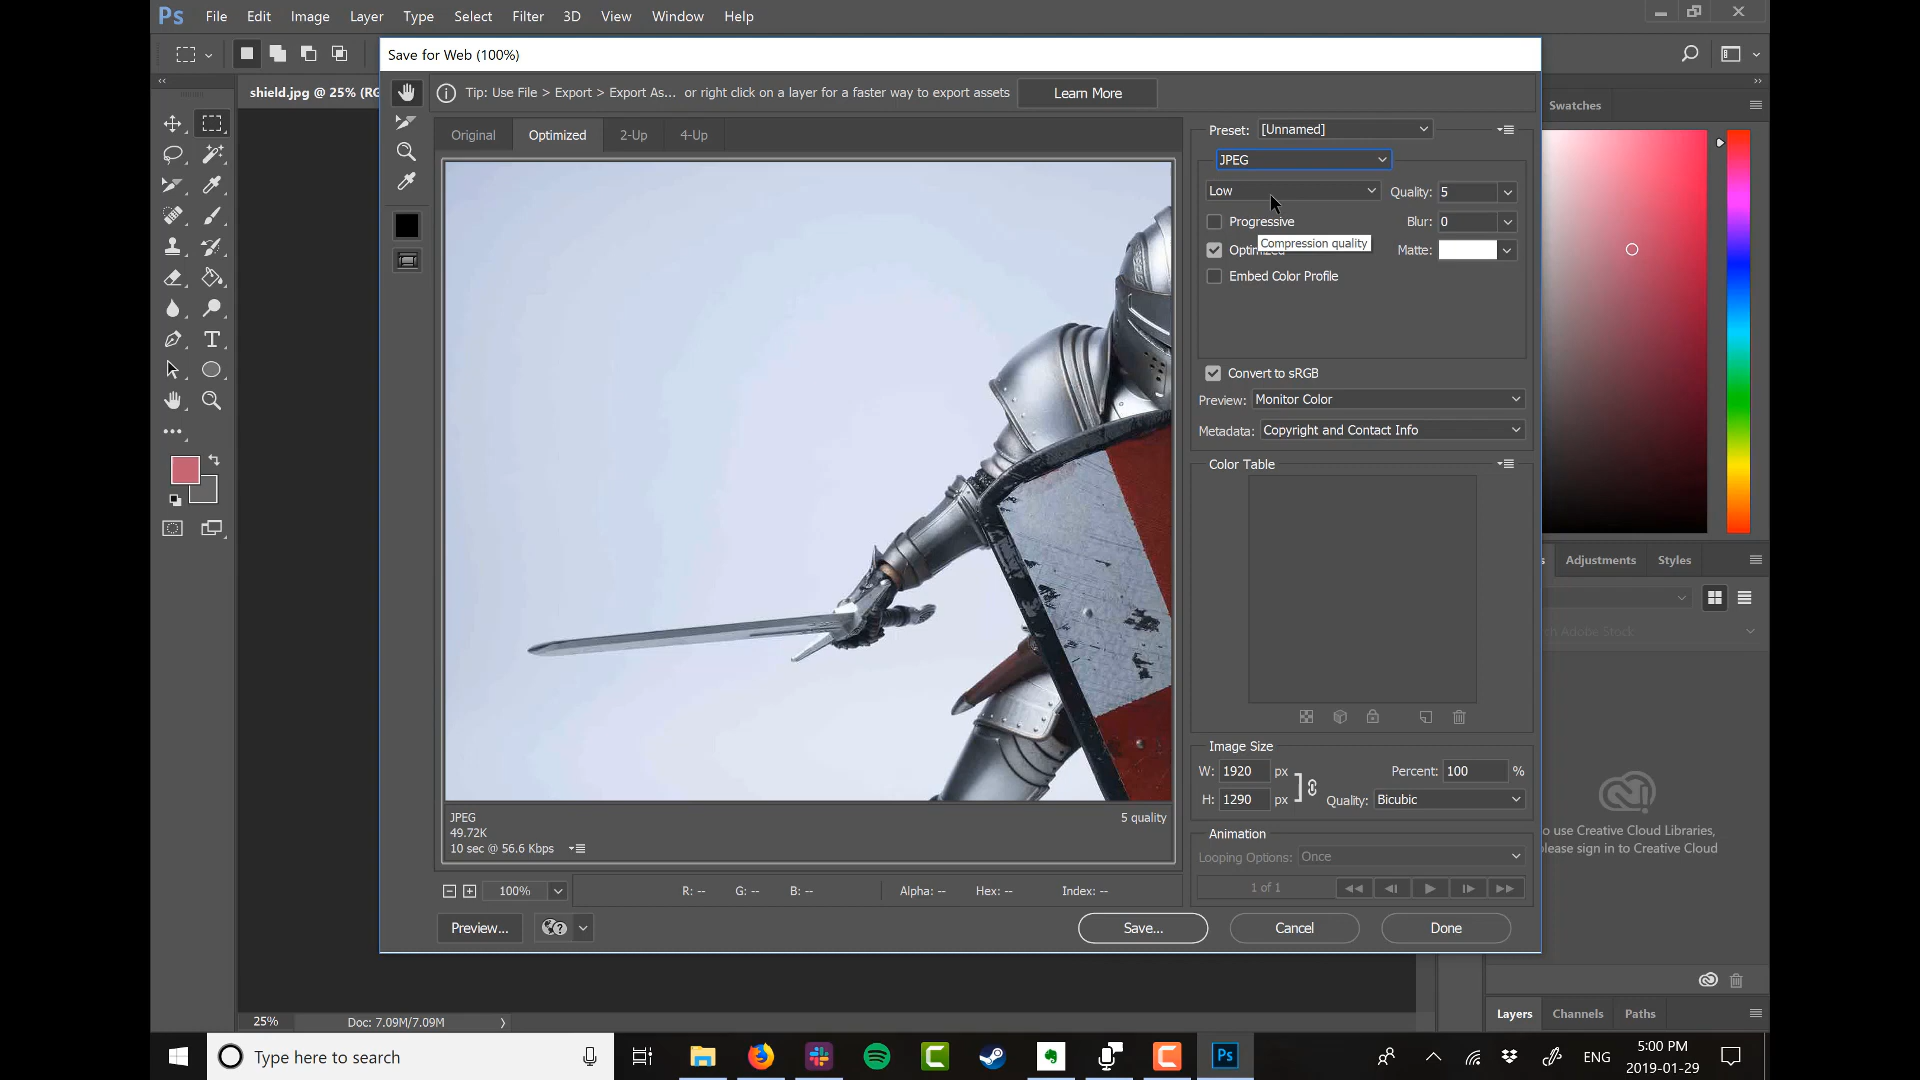 Ps File Edit Image Layer Type Select Filter 3D View Window Help
Save for Web (100%)
shield.jpg @ 25% (RG
Tip: Use File > Export > Export As... or right click on a layer for a faster way to export assets
Learn More
Swatches
Original Optimized 2-Up 4-Up
Preset: [Unnamed]
JPEG
Low Quality: 5
Progressive Blur: 0
Compression quality
Optimized Matte:
Embed Color Profile
Convert to sRGB
Preview: Monitor Color
Metadata: Copyright and Contact Info
Color Table
Adjustments Styles
ch Adobe Stock
Image Size
W: 1920 px Percent: 100 %
H: 1290 px Quality: Bicubic
JPEG 5 quality
49.72K
10 sec @ 56.6 Kbps
Animation
Looping Options: Once
1 of 1
o use Creative Cloud Libraries,
please sign in to Creative Cloud
100% R: -- G: -- B: -- Alpha: -- Hex: -- Index: --
Preview... Save... Cancel Done
25% Doc: 7.09M/7.09M
Layers Channels Paths
Type here to search
Ps
ENG
5:00 PM
2019-01-29